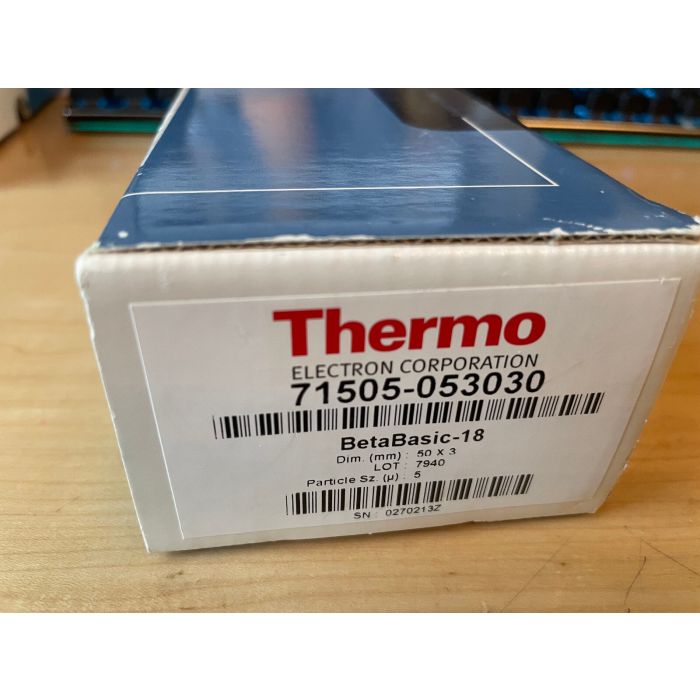 Thermo
ELECTRON CORPORATION
71505-053030
BetaBasic-18
Dim. (mm) : 50 X 3
LOT : 7940
Particle Sz. (µ) : 5
SN : 0270213Z